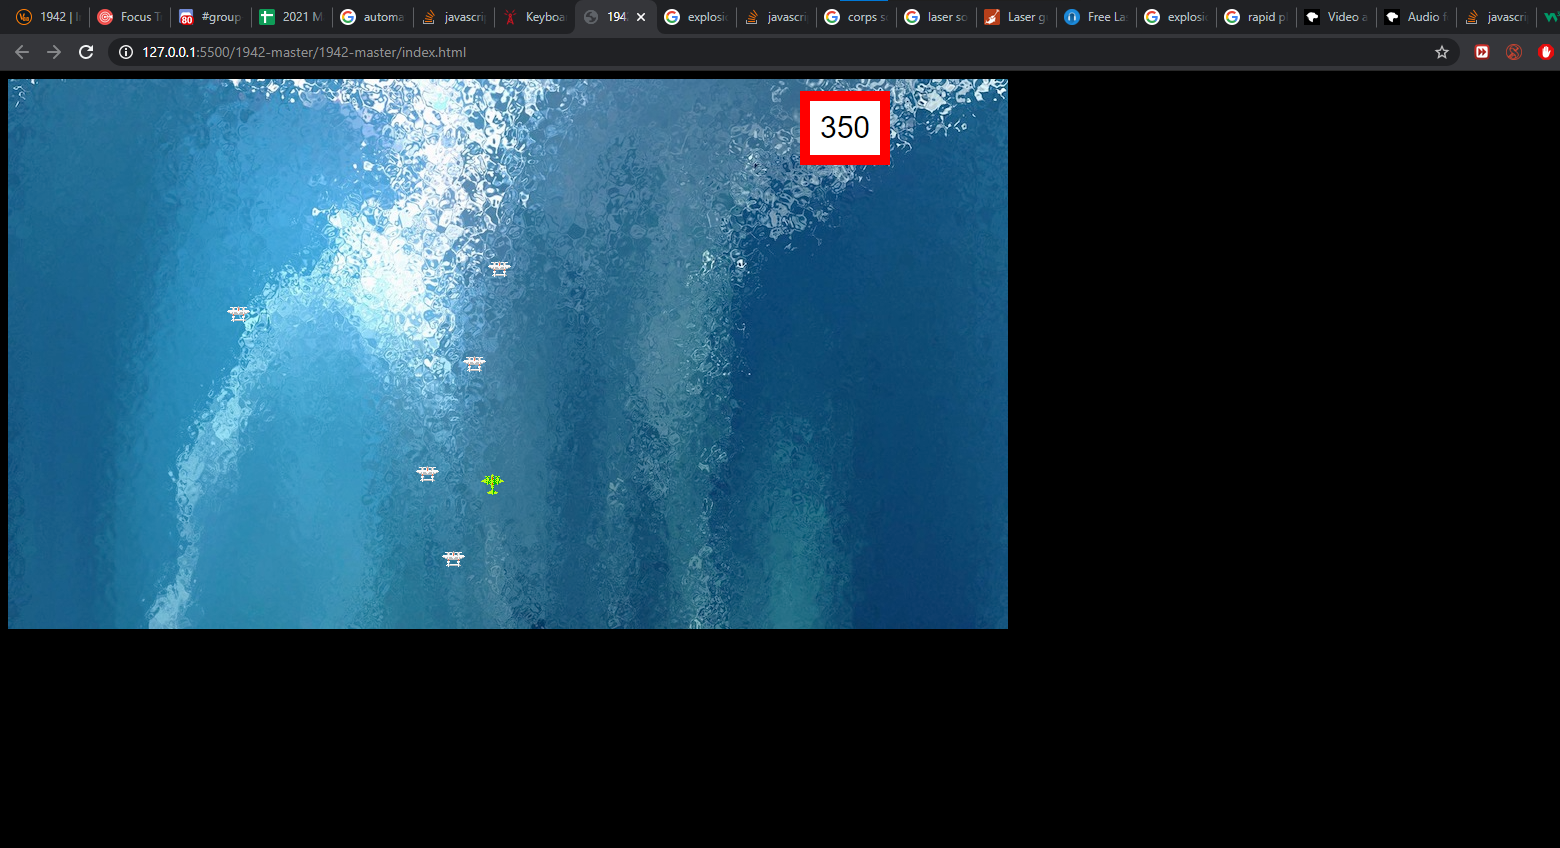 1942 | I
Focus T
#group
2021 M
automa
javascri
Keyboa
194
explosi
javascri
corps s
laser so
Laser g
Free La
explosi
rapid p
Video a
Audio f
javascri
127.0.0.1:5500/1942-master/1942-master/index.html
350